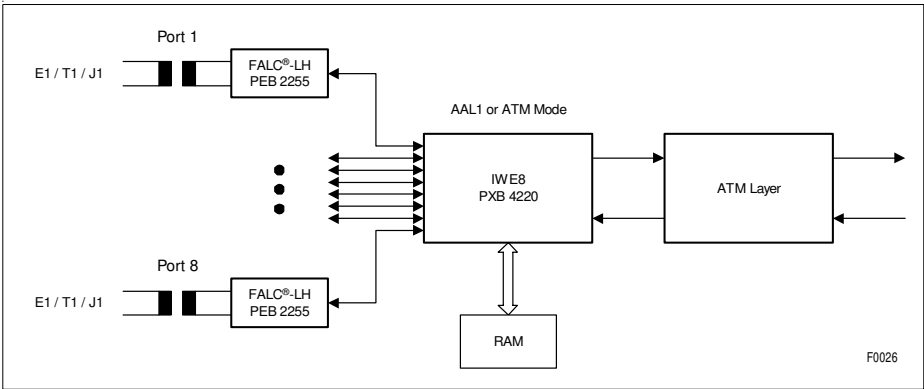 Port 1
E1 / T1 / J1
FALC®-LH
PEB 2255
AAL1 or ATM Mode
IWE8
PXB 4220
ATM Layer
Port 8
E1 / T1 / J1
FALC®-LH
PEB 2255
RAM
F0026